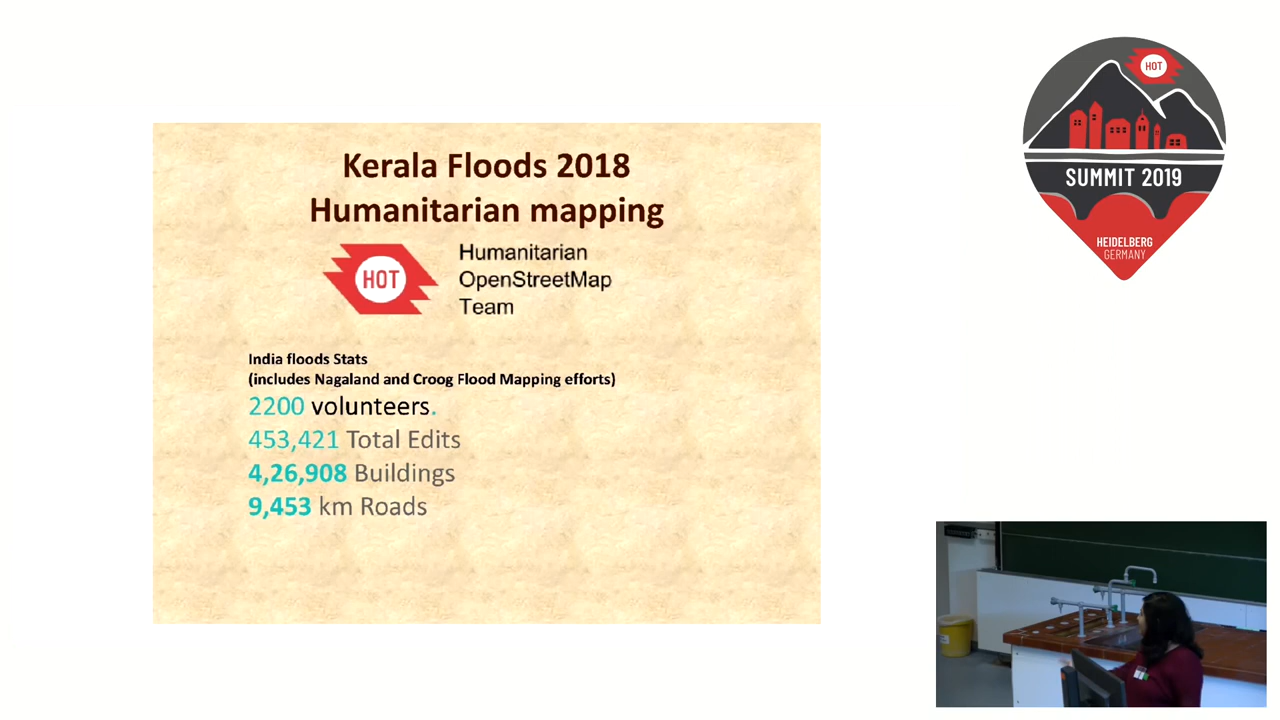 Kerala Floods 2018
Humanitarian mapping
HOT
Humanitarian
OpenStreetMap
Team
India floods Stats
(includes Nagaland and Croog Flood Mapping efforts)
2200 volunteers.
453,421 Total Edits
4,26,908 Buildings
9,453 km Roads
HOT
SUMMIT 2019
HEIDELBERG
GERMANY